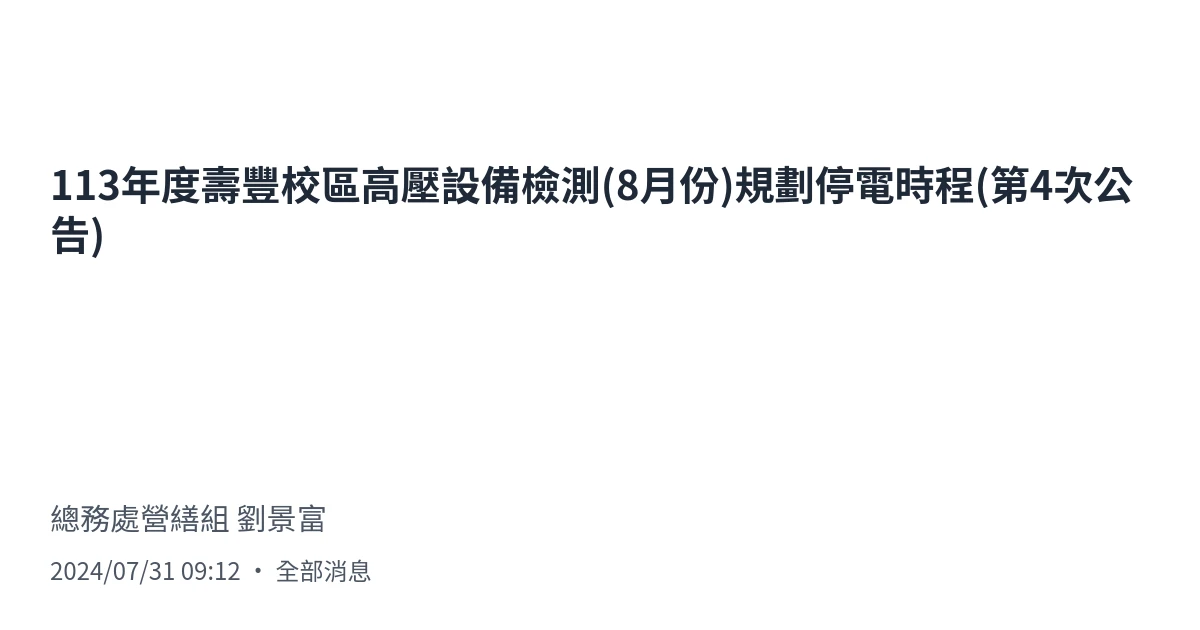 113年度壽豐校區高壓設備檢測(8月份)規劃停電時程(第4次公
告)
總務處營繕組 劉景富
2024/07/31 09:12 • 全部消息